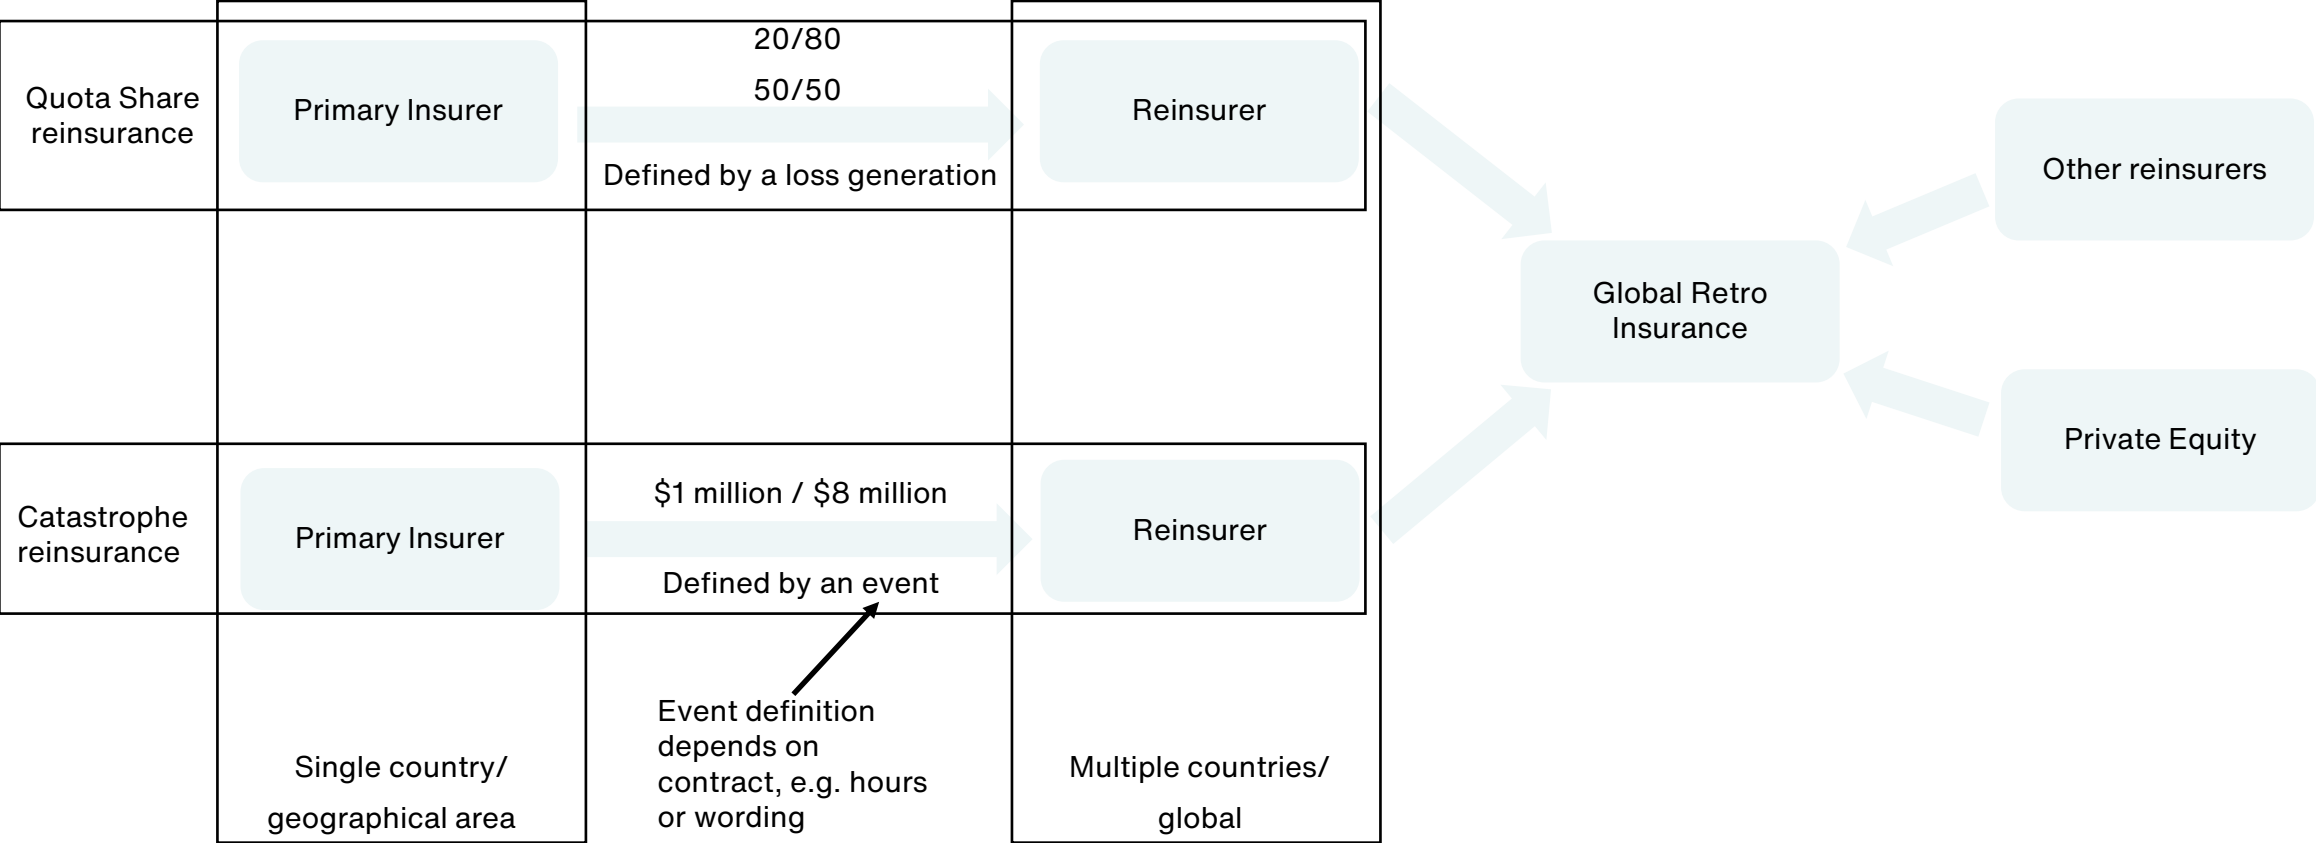 Quota Share
reinsurance
Primary Insurer
20/80
50/50
Defined by a loss generation
Reinsurer
Other reinsurers
Global Retro
Insurance
Private Equity
Catastrophe
reinsurance
Primary Insurer
$1 million / $8 million
Defined by an event
Reinsurer
Event definition
depends on
contract, e.g. hours
or wording
Single country/
geographical area
Multiple countries/
global